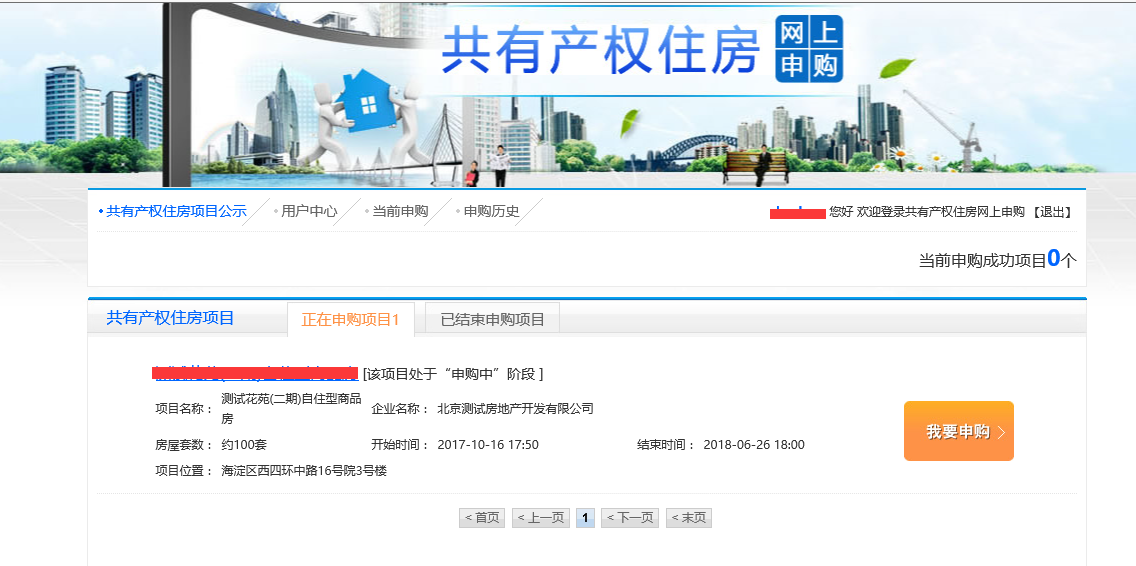 共有产权住房 网上申购
共有产权住房项目公示 用户中心 当前申购 申购历史 您好 欢迎登录共有产权住房网上申购 【退出】
当前申购成功项目0个
共有产权住房项目 正在申购项目1 已结束申购项目
[该项目处于“申购中”阶段 ]
项目名称： 测试花苑(二期)自住型商品房 企业名称： 北京测试房地产开发有限公司
房屋套数： 约100套 开始时间： 2017-10-16 17:50 结束时间： 2018-06-26 18:00
我要申购
项目位置： 海淀区西四环中路16号院3号楼
< 首页 < 上一页 1 < 下一页 < 末页